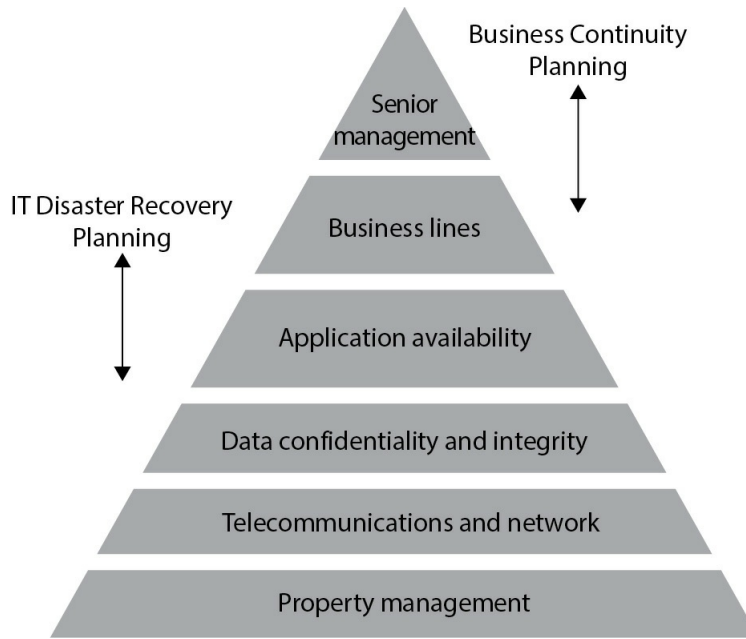 Business Continuity
Planning
Senior
management
IT Disaster Recovery
Planning
Business lines
Application availability
Data confidentiality and integrity
Telecommunications and network
Property management